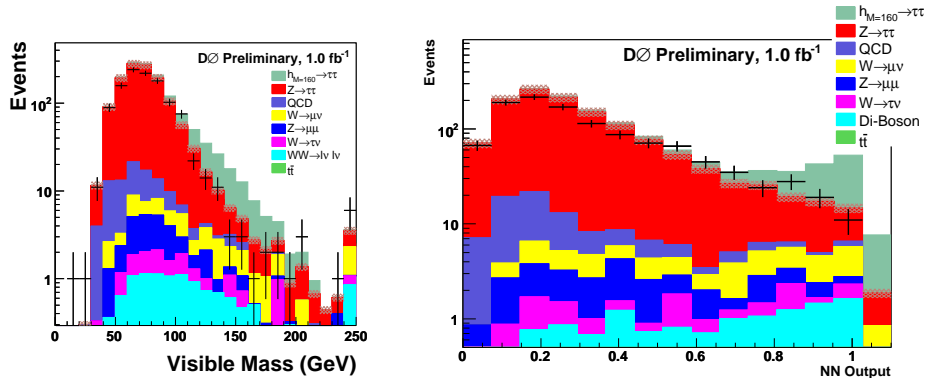 Events
10²
10
1
0
50
100
150
200
250
Visible Mass (GeV)
DØ Preliminary, 1.0 fb⁻¹
h_{M=160}→ττ
Z→ττ
QCD
W→μν
Z→μμ
W→τν
WW→lν lν
tt̄
Events
10²
10
1
0
0.2
0.4
0.6
0.8
1
NN Output
DØ Preliminary, 1.0 fb⁻¹
h_{M=160}→ττ
Z→ττ
QCD
W→μν
Z→μμ
W→τν
Di-Boson
tt̄